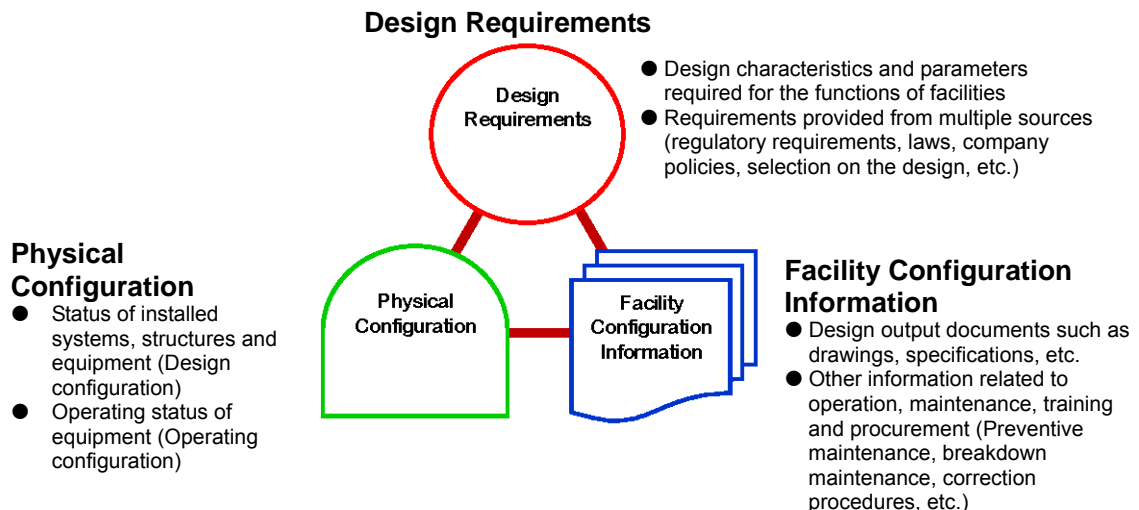 Design Requirements
Design
Requirements
● Design characteristics and parameters
required for the functions of facilities
● Requirements provided from multiple sources
(regulatory requirements, laws, company
policies, selection on the design, etc.)
Physical
Configuration
● Status of installed
systems, structures and
equipment (Design
configuration)
● Operating status of
equipment (Operating
configuration)
Physical
Configuration
Facility
Configuration
Information
Facility Configuration
Information
● Design output documents such as
drawings, specifications, etc.
● Other information related to
operation, maintenance, training
and procurement (Preventive
maintenance, breakdown
maintenance, correction
procedures, etc.)